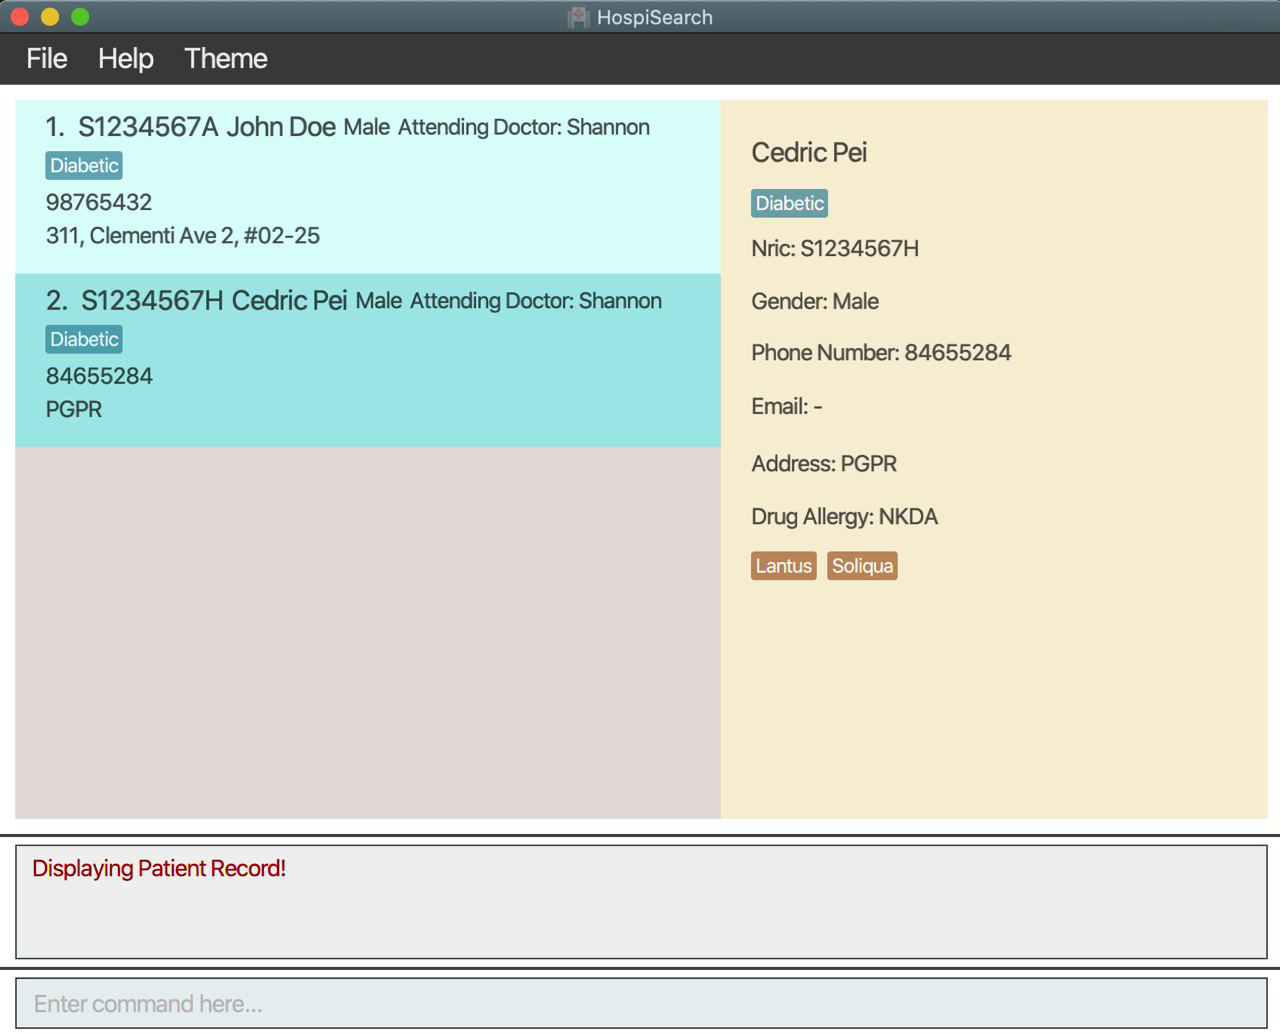 HospiSearch
File Help Theme
1. S1234567A John Doe Male Attending Doctor: Shannon
Diabetic
98765432
311, Clementi Ave 2, #02-25
2. S1234567H Cedric Pei Male Attending Doctor: Shannon
Diabetic
84655284
PGPR
Cedric Pei
Diabetic
Nric: S1234567H
Gender: Male
Phone Number: 84655284
Email: -
Address: PGPR
Drug Allergy: NKDA
Lantus Soliqua
Displaying Patient Record!
Enter command here...